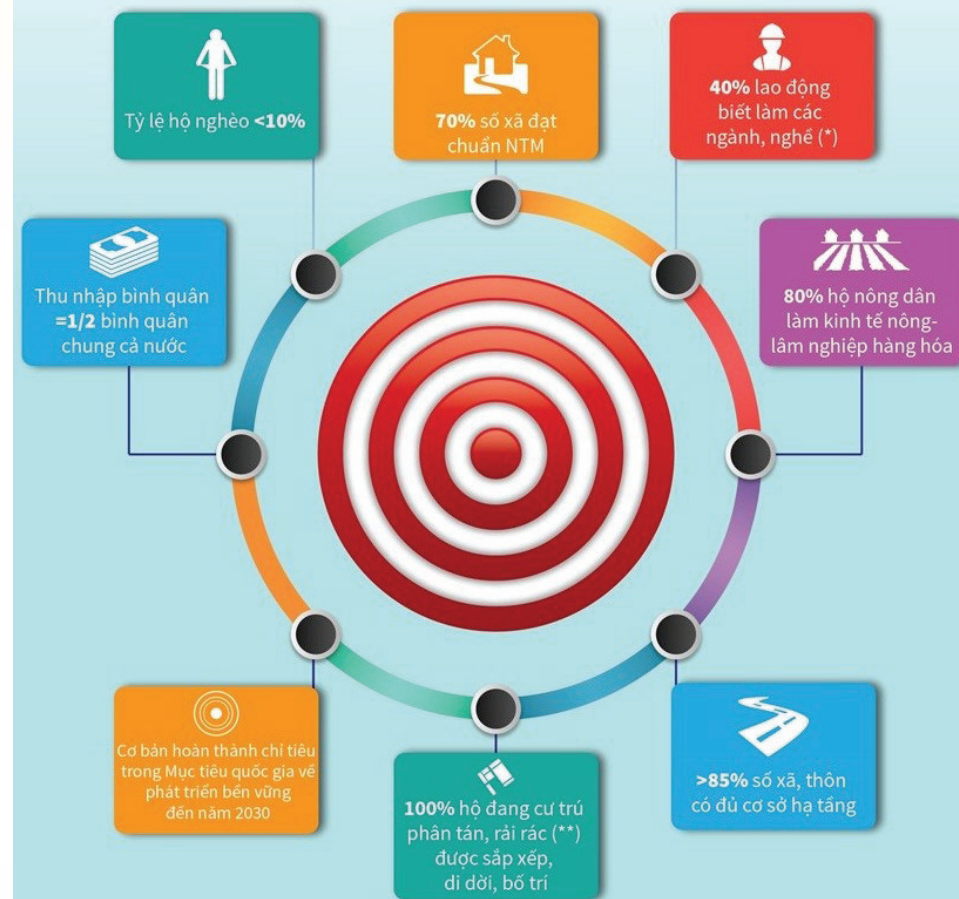 Tỷ lệ hộ nghèo <10%
70% số xã đạt
chuẩn NTM
40% lao động
biết làm các
ngành, nghề (*)
Thu nhập bình quân
=1/2 bình quân
chung cả nước
80% hộ nông dân
làm kinh tế nông-
lâm nghiệp hàng hóa
Cơ bản hoàn thành chỉ tiêu
trong Mục tiêu quốc gia về
phát triển bền vững
đến năm 2030
100% hộ đang cư trú
phân tán, rải rác (**)
được sắp xếp,
di dời, bố trí
>85% số xã, thôn
có đủ cơ sở hạ tầng